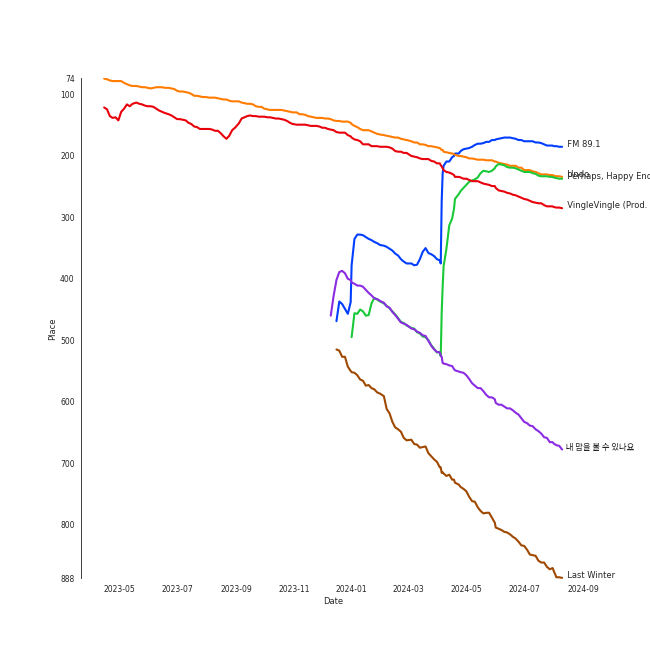 74
100
200
300
400
500
600
700
800
888
Place
2023-05
2023-07
2023-09
2023-11
2024-01
2024-03
2024-05
2024-07
2024-09
Date
FM 89.1
Undo
Perhaps, Happy End
VingleVingle (Prod.
내 맘을 볼 수 있나요
Last Winter